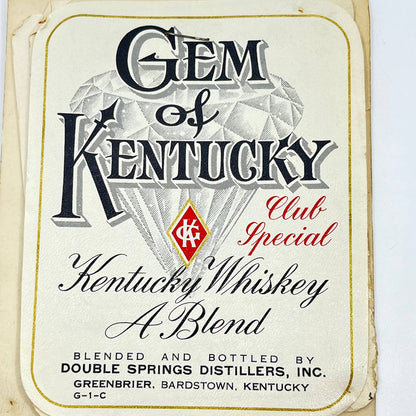 GEM
of
KENTUCKY
Club
Special
KG
Kentucky Whiskey
A Blend
BLENDED AND BOTTLED BY
DOUBLE SPRINGS DISTILLERS, INC.
GREENBRIER, BARDSTOWN, KENTUCKY
G-1-C